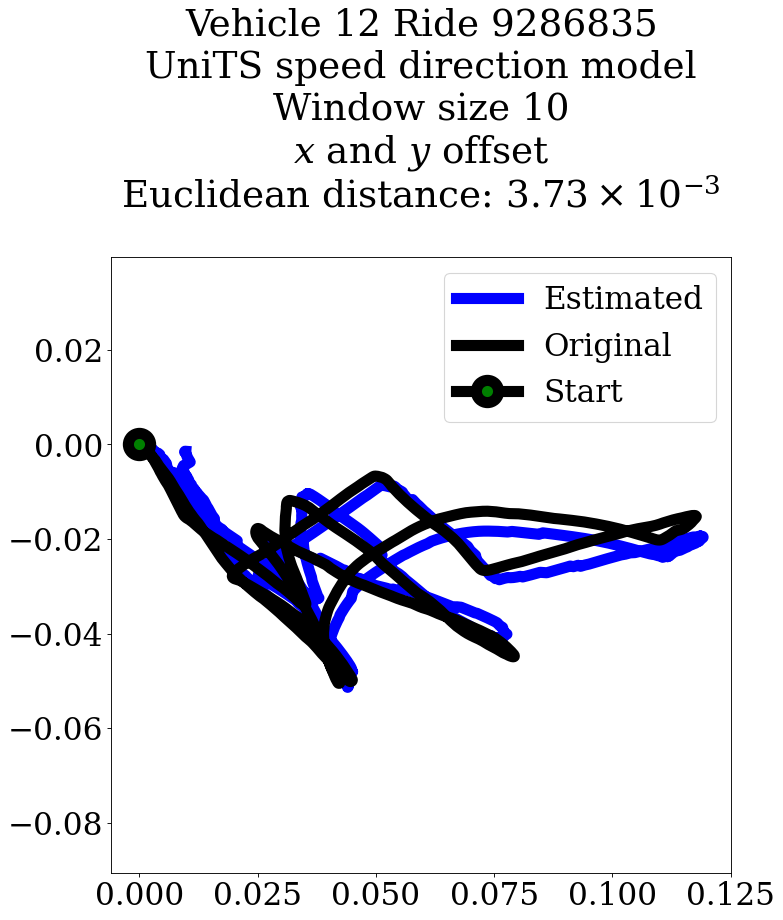 Vehicle 12 Ride 9286835
UniTS speed direction model
Window size 10
x and y offset
Euclidean distance: 3.73 × 10⁻³
Estimated
Original
Start
0.02
0.00
−0.02
−0.04
−0.06
−0.08
0.000 0.025 0.050 0.075 0.100 0.125